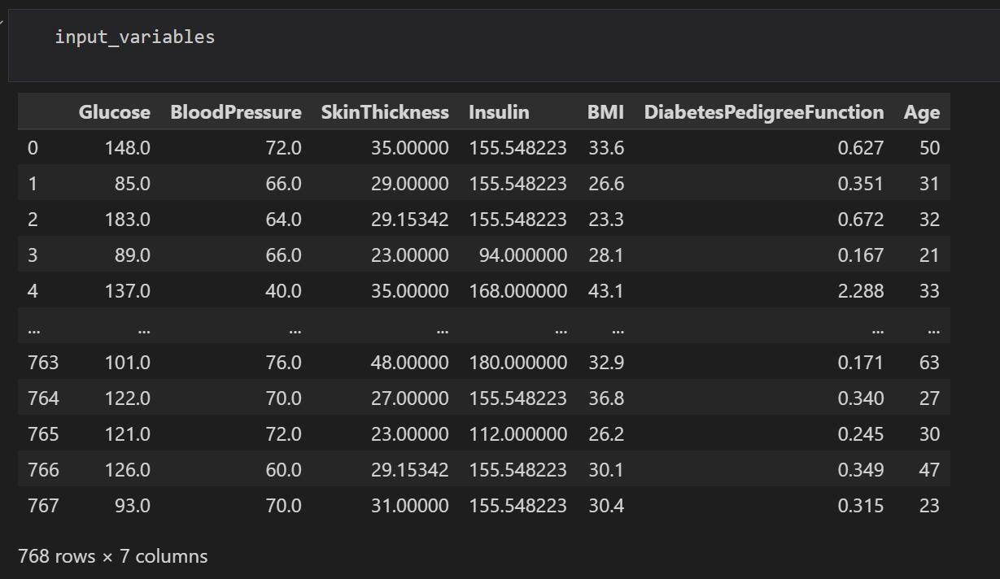 input_variables
Glucose BloodPressure SkinThickness Insulin BMI DiabetesPedigreeFunction Age
0 148.0 72.0 35.00000 155.548223 33.6 0.627 50
1 85.0 66.0 29.00000 155.548223 26.6 0.351 31
2 183.0 64.0 29.15342 155.548223 23.3 0.672 32
3 89.0 66.0 23.00000 94.000000 28.1 0.167 21
4 137.0 40.0 35.00000 168.000000 43.1 2.288 33
... ... ... ... ... ... ... ...
763 101.0 76.0 48.00000 180.000000 32.9 0.171 63
764 122.0 70.0 27.00000 155.548223 36.8 0.340 27
765 121.0 72.0 23.00000 112.000000 26.2 0.245 30
766 126.0 60.0 29.15342 155.548223 30.1 0.349 47
767 93.0 70.0 31.00000 155.548223 30.4 0.315 23
768 rows × 7 columns